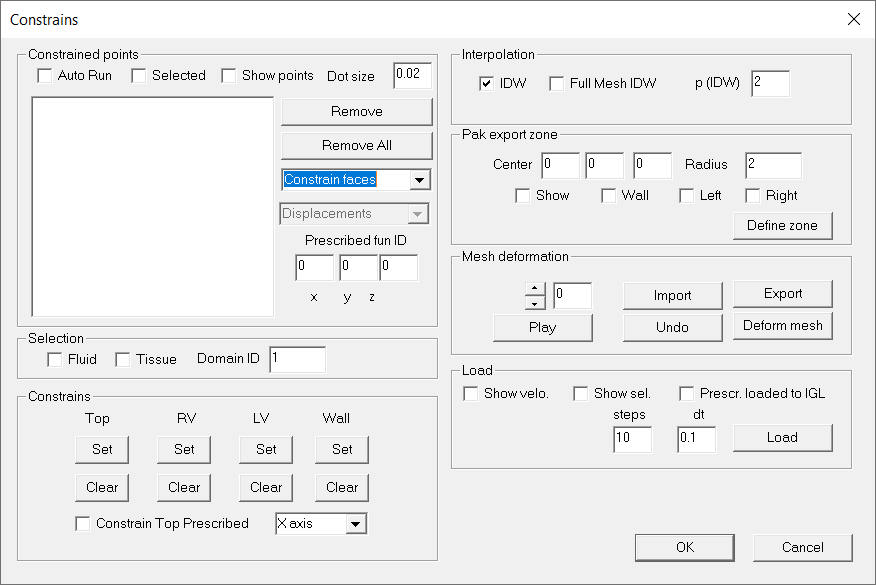 Constrains
Constrained points
Auto Run Selected Show points Dot size 0.02
Remove
Remove All
Constrain faces
Displacements
Prescribed fun ID
0 0 0
x y z
Selection
Fluid Tissue Domain ID 1
Constrains
Top RV LV Wall
Set Set Set Set
Clear Clear Clear Clear
Constrain Top Prescribed X axis
Interpolation
IDW Full Mesh IDW p (IDW) 2
Pak export zone
Center 0 0 0 Radius 2
Show Wall Left Right
Define zone
Mesh deformation
0 Import Export
Play Undo Deform mesh
Load
Show velo. Show sel. Prescr. loaded to IGL
steps dt
10 0.1 Load
OK Cancel